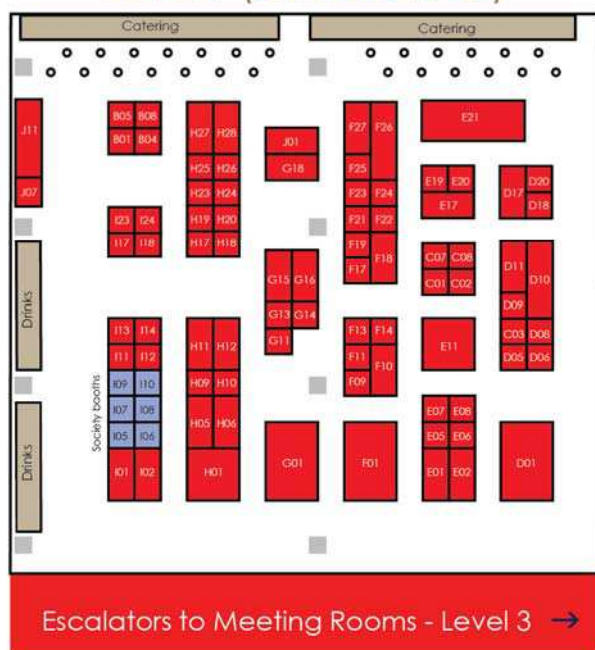 Catering
Catering
J11
J07
B05 B08
B01 B04
H27 H28
H25 H26
H23 H24
H19 H20
H17 H18
J01
G18
F27 F26
F25
F23 F24
F21 F22
F19 F18
F17
E21
E19 E20
E17
D17 D20
D18
I23 I24
I17 I18
C07 C08
C01 C02
D11 D10
D09
C03 D08
D05 D06
G15 G16
G13 G14
G11
Drinks
I13 I14
I11 I12
I09 I10
I07 I08
I05 I06
I01 I02
Society booths
H11 H12
H09 H10
H05 H06
H01
F13 F14
F11 F10
F09
E11
E07 E08
E05 E06
E01 E02
Drinks
G01
F01
D01
Escalators to Meeting Rooms - Level 3 →